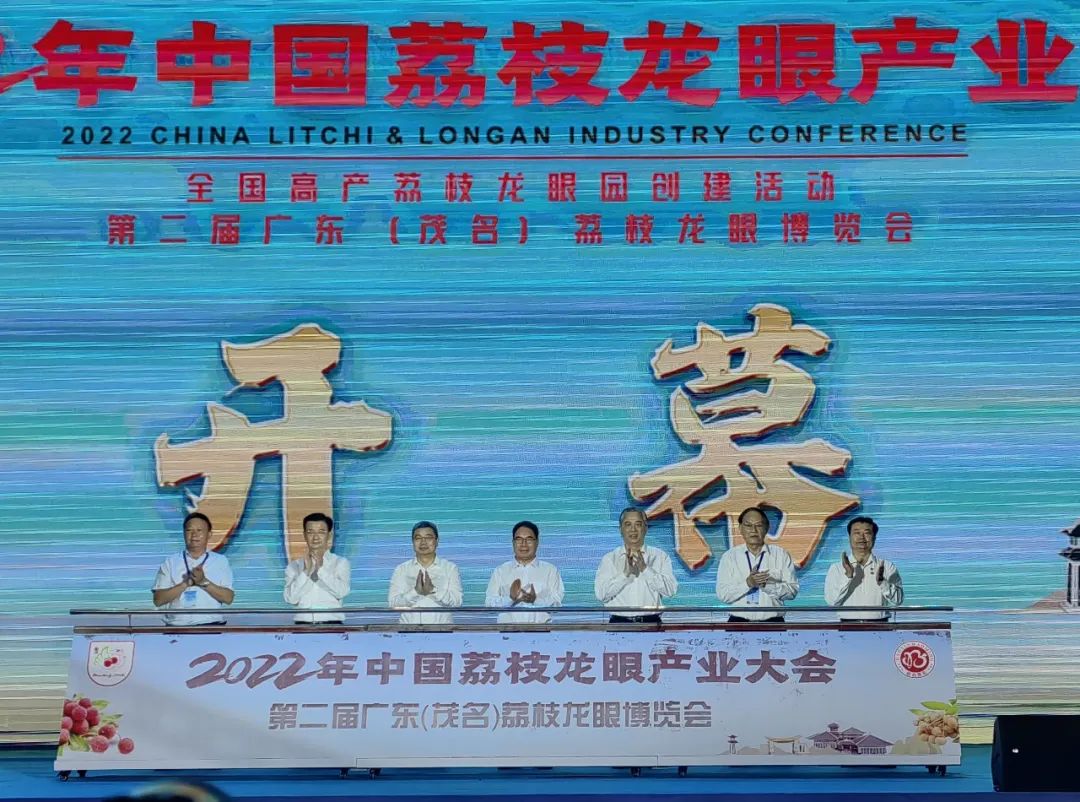 年中国荔枝龙眼产业
2022 CHINA LITCHI & LONGAN INDUSTRY CONFERENCE
全国高产荔枝龙眼园创建活动
第二届广东（茂名）荔枝龙眼博览会
开幕
2022年中国荔枝龙眼产业大会
第二届广东(茂名)荔枝龙眼博览会